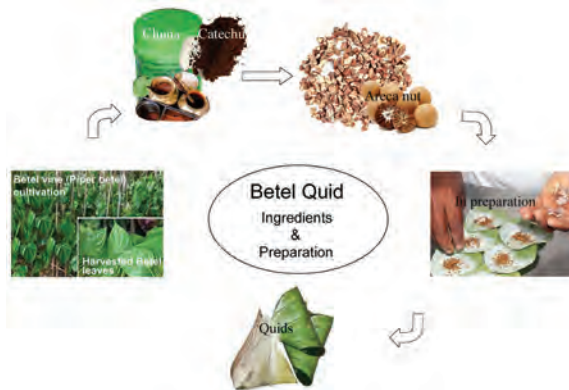 Chuna Catechu
Areca nut
Betel vine (Piper betel)
cultivation
Harvested Betel
leaves
Betel Quid
Ingredients
&
Preparation
In preparation
Quids